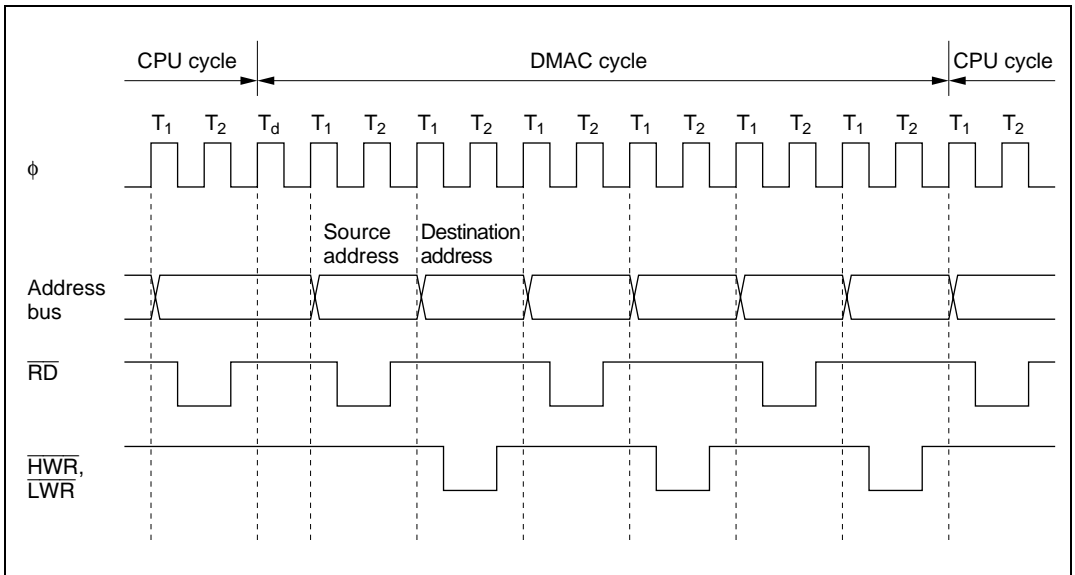 CPU cycle DMAC cycle CPU cycle
T1 T2 Td T1 T2 T1 T2 T1 T2 T1 T2 T1 T2 T1 T2 T1 T2
ϕ
Source address
Destination address
Address bus
RD
HWR, LWR